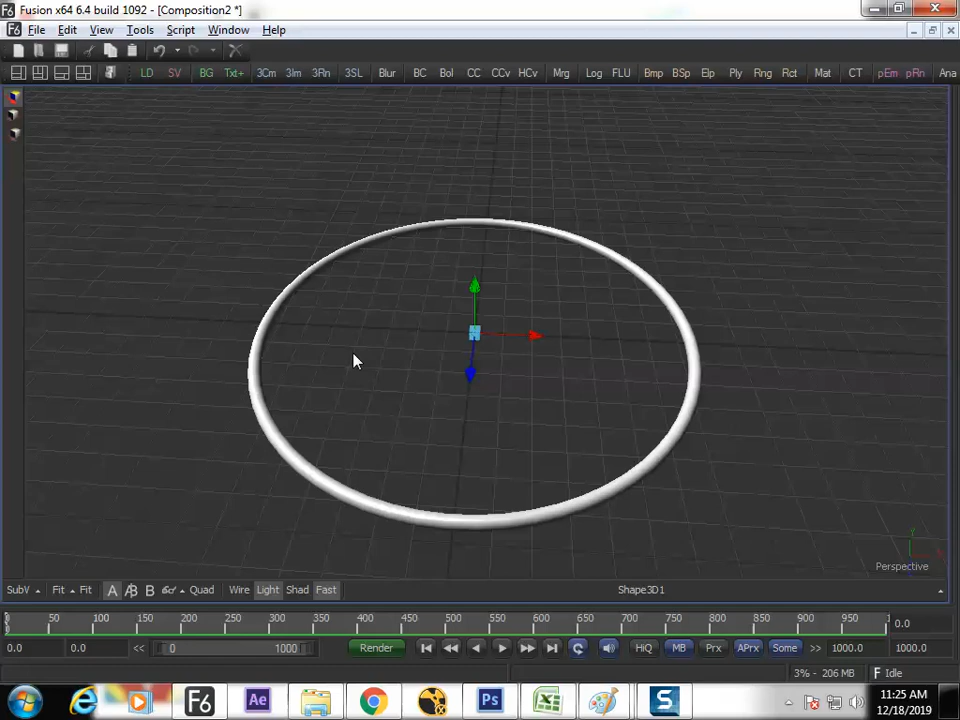 Fusion x64 6.4 build 1092 - [Composition2 *]
File Edit View Tools Script Window Help
LD SV BG Txt+ 3Cm 3Im 3Rn 3SL Blur BC Bol CC CCv HCv Mrg Log FLU Bmp BSp Elp Ply Rng Rct Mat CT pEm pRn Ana
Y
Perspective
SubV Fit Fit A B Quad Wire Light Shad Fast Shape3D1
0 50 100 150 200 250 300 350 400 450 500 550 600 650 700 750 800 850 900 950 0.0
0.0 0.0 << 0 1000 Render HiQ MB Prx APrx Some >> 1000.0 1000.0
3% - 206 MB Idle
F6 Ae Ps S 11:25 AM
12/18/2019